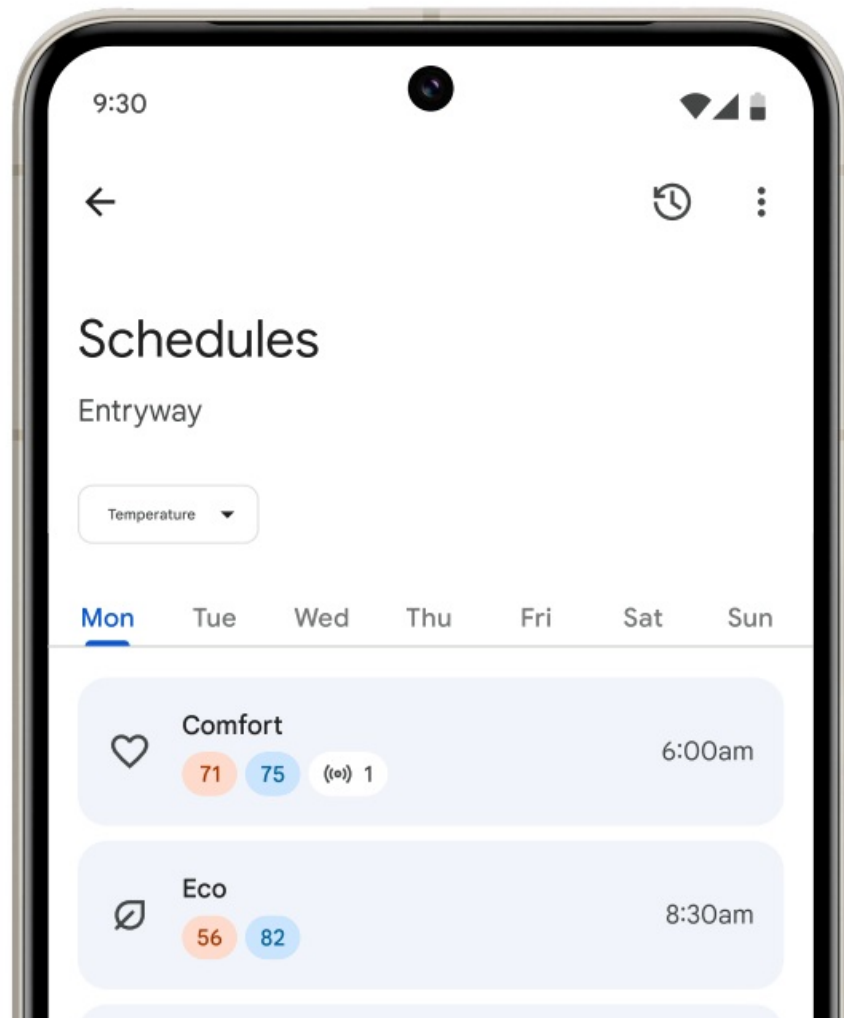 9:30
Schedules
Entryway
Temperature
Mon Tue Wed Thu Fri Sat Sun
Comfort
71 75 1
6:00am
Eco
56 82
8:30am